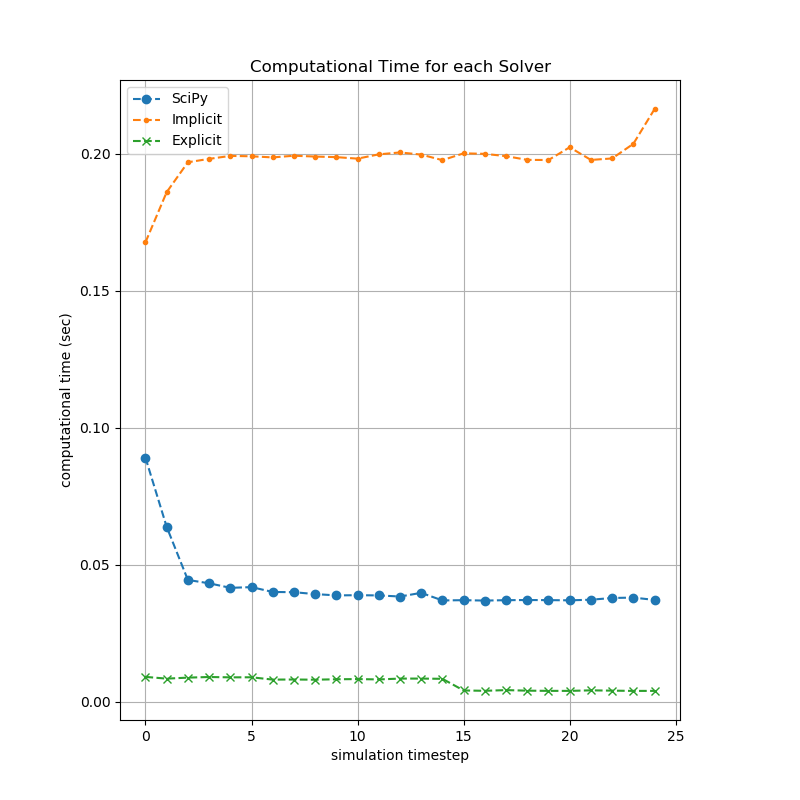 Computational Time for each Solver
SciPy
Implicit
Explicit
0.20
0.15
0.10
0.05
0.00
computational time (sec)
0 5 10 15 20 25
simulation timestep